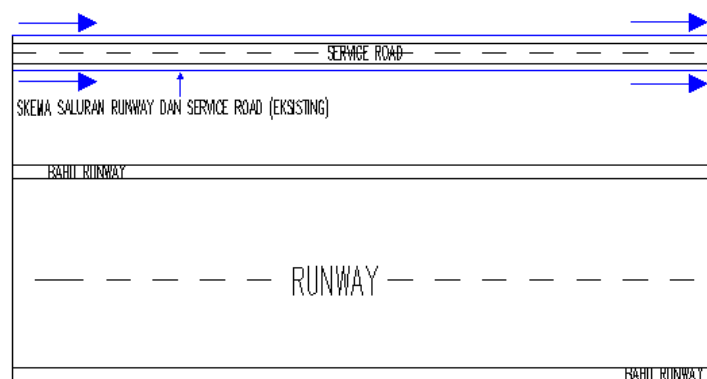 SERVICE ROAD
SKEMA SALURAN RUNWAY DAN SERVICE ROAD (EKSISTING)
BAHU RUNWAY
RUNWAY
BAHU RUNWAY